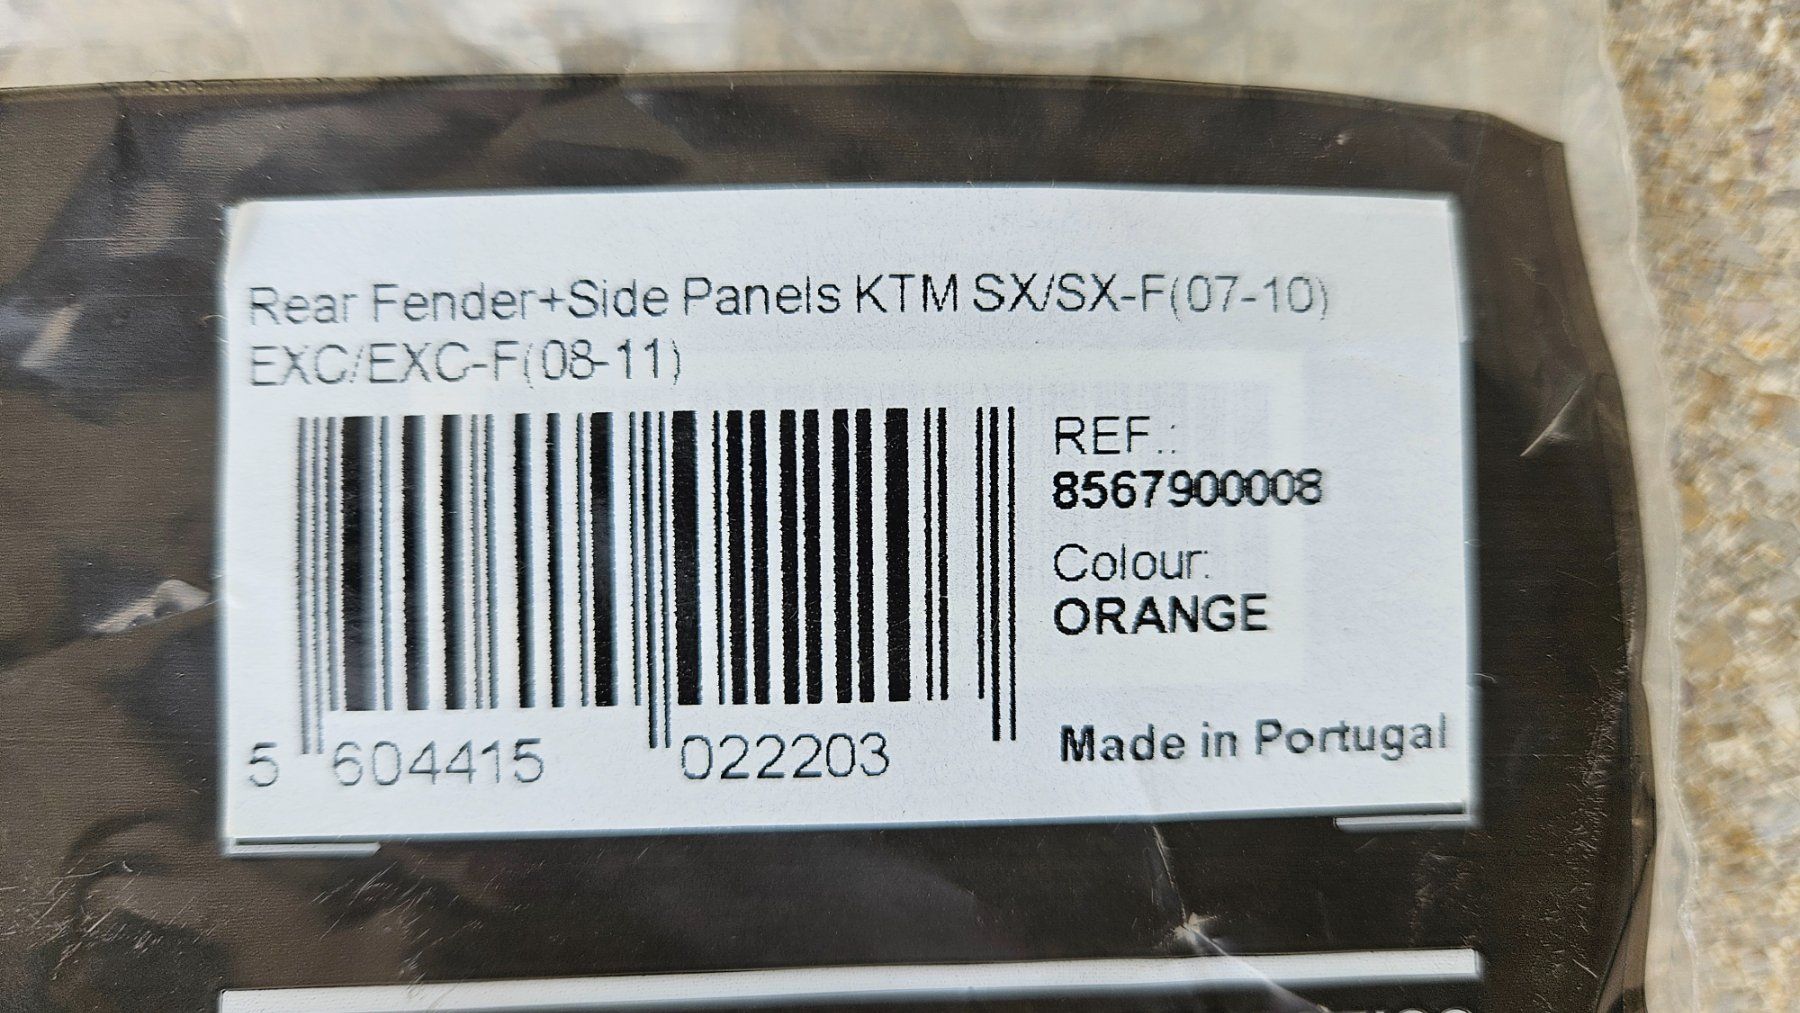 Rear Fender+Side Panels KTM SX/SX-F(07-10)
EXC/EXC-F(08-11)
REF.:
8567900008
Colour:
ORANGE
5 604415 022203
Made in Portugal